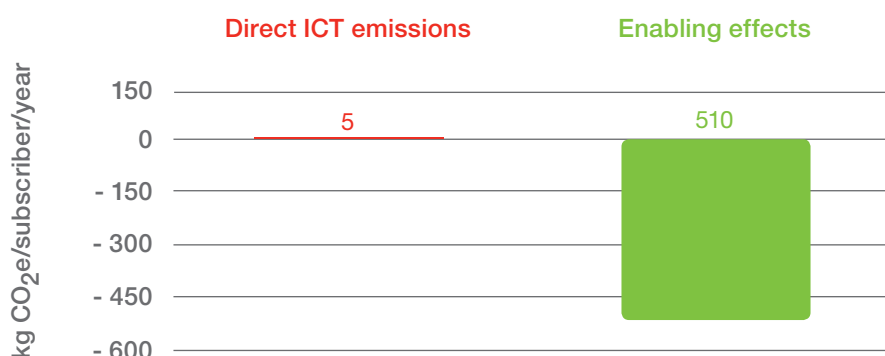 Direct ICT emissions
Enabling effects
kg CO2e/subscriber/year
150
5
510
0
- 150
- 300
- 450
- 600